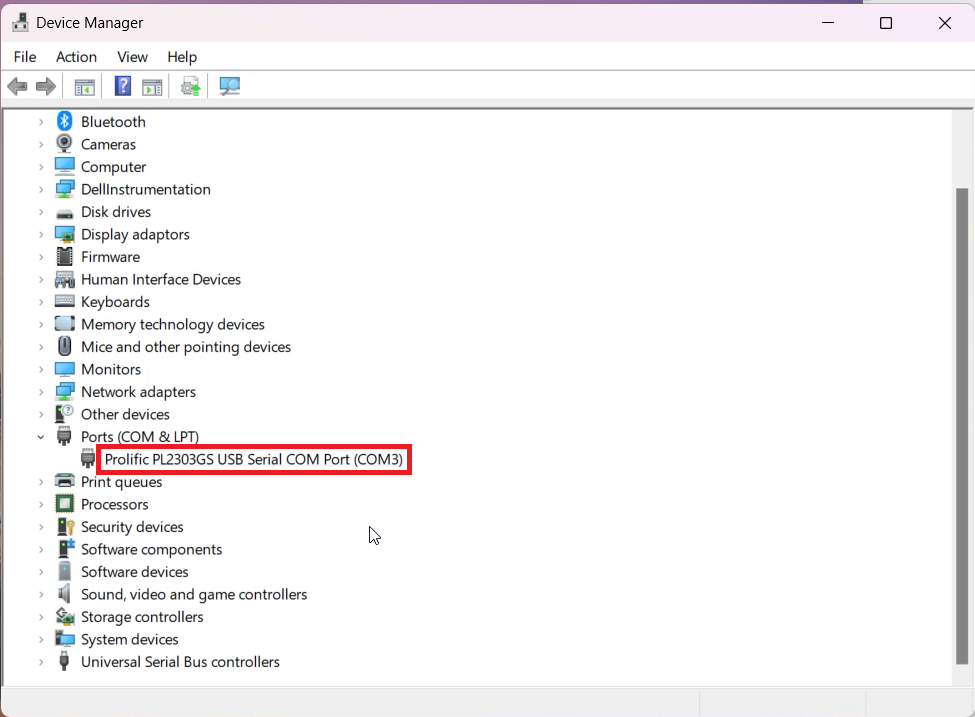 Device Manager
File Action View Help
Bluetooth
Cameras
Computer
DellInstrumentation
Disk drives
Display adaptors
Firmware
Human Interface Devices
Keyboards
Memory technology devices
Mice and other pointing devices
Monitors
Network adapters
Other devices
Ports (COM & LPT)
Prolific PL2303GS USB Serial COM Port (COM3)
Print queues
Processors
Security devices
Software components
Software devices
Sound, video and game controllers
Storage controllers
System devices
Universal Serial Bus controllers